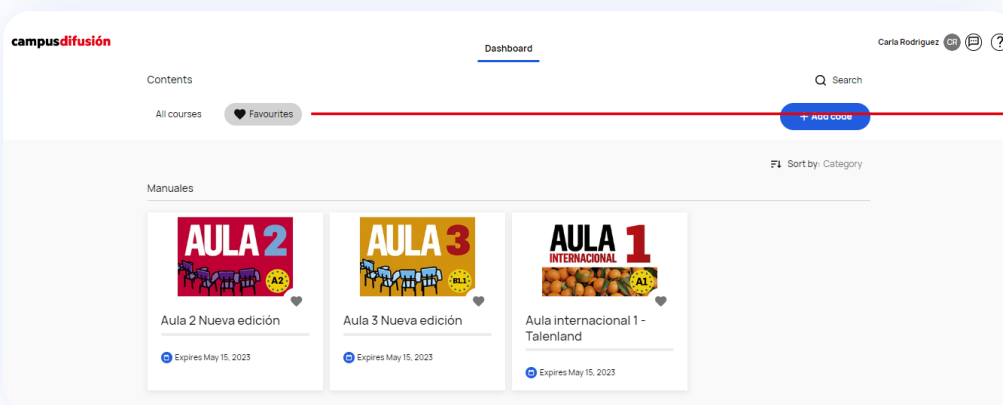 campusdifusión
Dashboard
Carla Rodriguez CR
Contents
Search
All courses
Favourites
+ Add code
Sort by: Category
Manuales
AULA 2
A2
AULA 3
B1.1
AULA 1
INTERNACIONAL
A1
Aula 2 Nueva edición
Aula 3 Nueva edición
Aula internacional 1 -
Talenland
Expires May 15, 2023
Expires May 15, 2023
Expires May 15, 2023